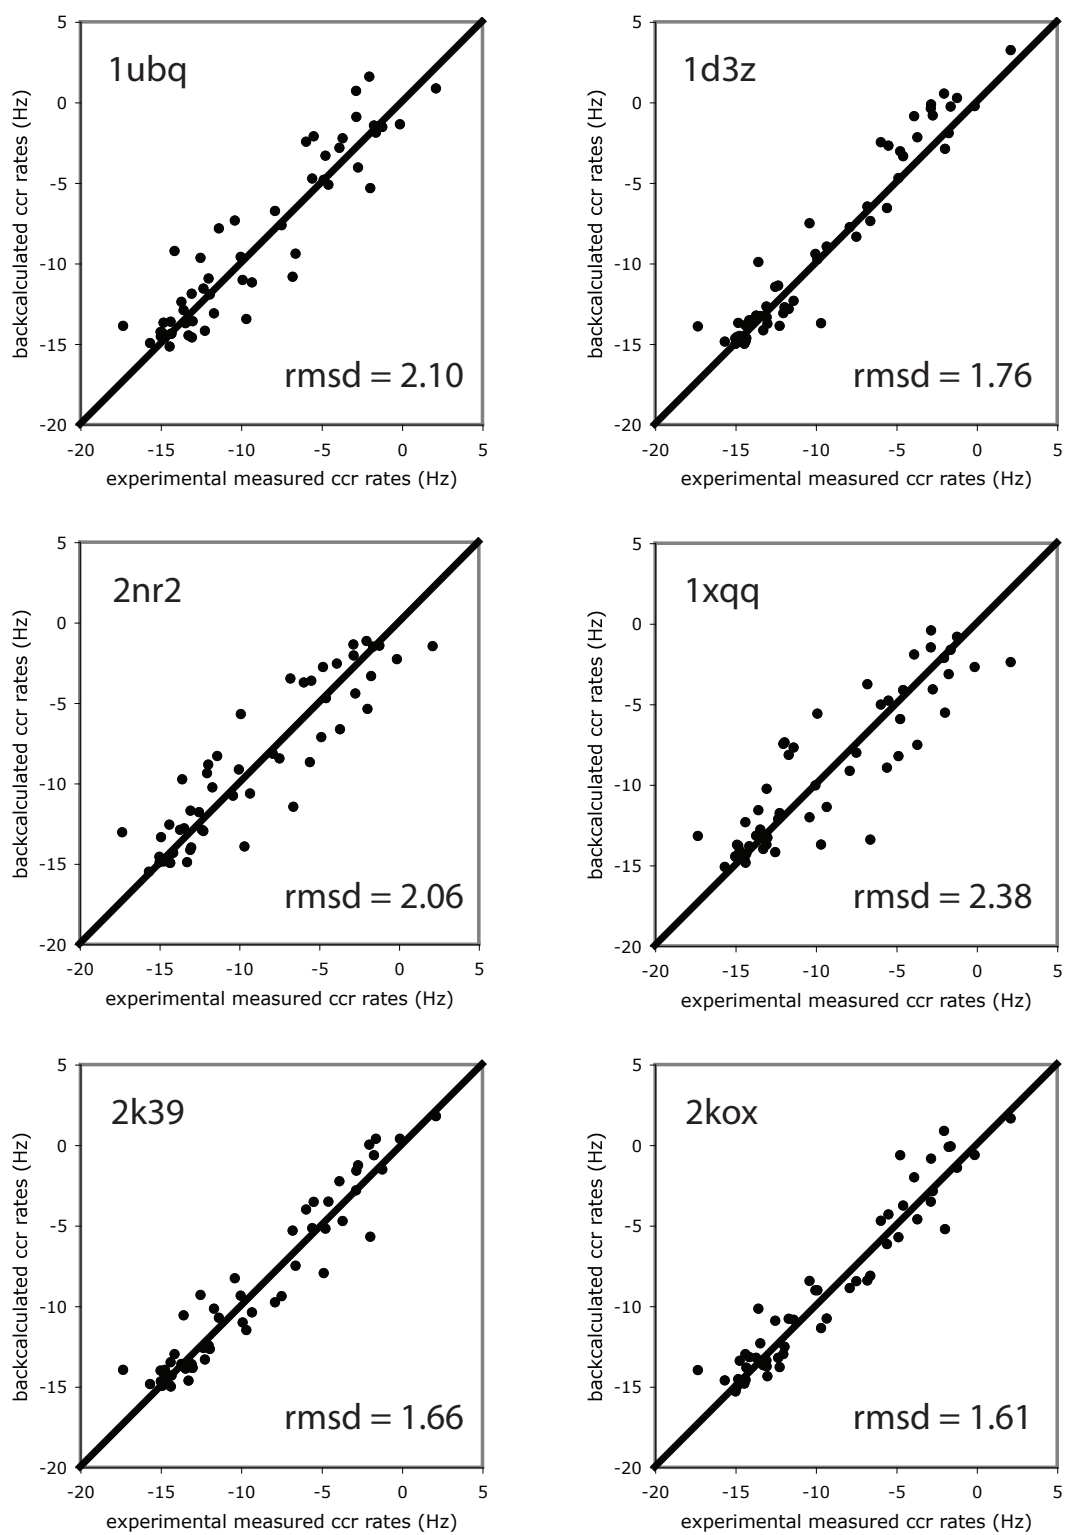 1ubq
rmsd = 2.10
backcalculated ccr rates (Hz)
5
0
-5
-10
-15
-20
-20 -15 -10 -5 0 5
experimental measured ccr rates (Hz)
1d3z
rmsd = 1.76
backcalculated ccr rates (Hz)
5
0
-5
-10
-15
-20
-20 -15 -10 -5 0 5
experimental measured ccr rates (Hz)
2nr2
rmsd = 2.06
backcalculated ccr rates (Hz)
5
0
-5
-10
-15
-20
-20 -15 -10 -5 0 5
experimental measured ccr rates (Hz)
1xqq
rmsd = 2.38
backcalculated ccr rates (Hz)
5
0
-5
-10
-15
-20
-20 -15 -10 -5 0 5
experimental measured ccr rates (Hz)
2k39
rmsd = 1.66
backcalculated ccr rates (Hz)
5
0
-5
-10
-15
-20
-20 -15 -10 -5 0 5
experimental measured ccr rates (Hz)
2kox
rmsd = 1.61
backcalculated ccr rates (Hz)
5
0
-5
-10
-15
-20
-20 -15 -10 -5 0 5
experimental measured ccr rates (Hz)